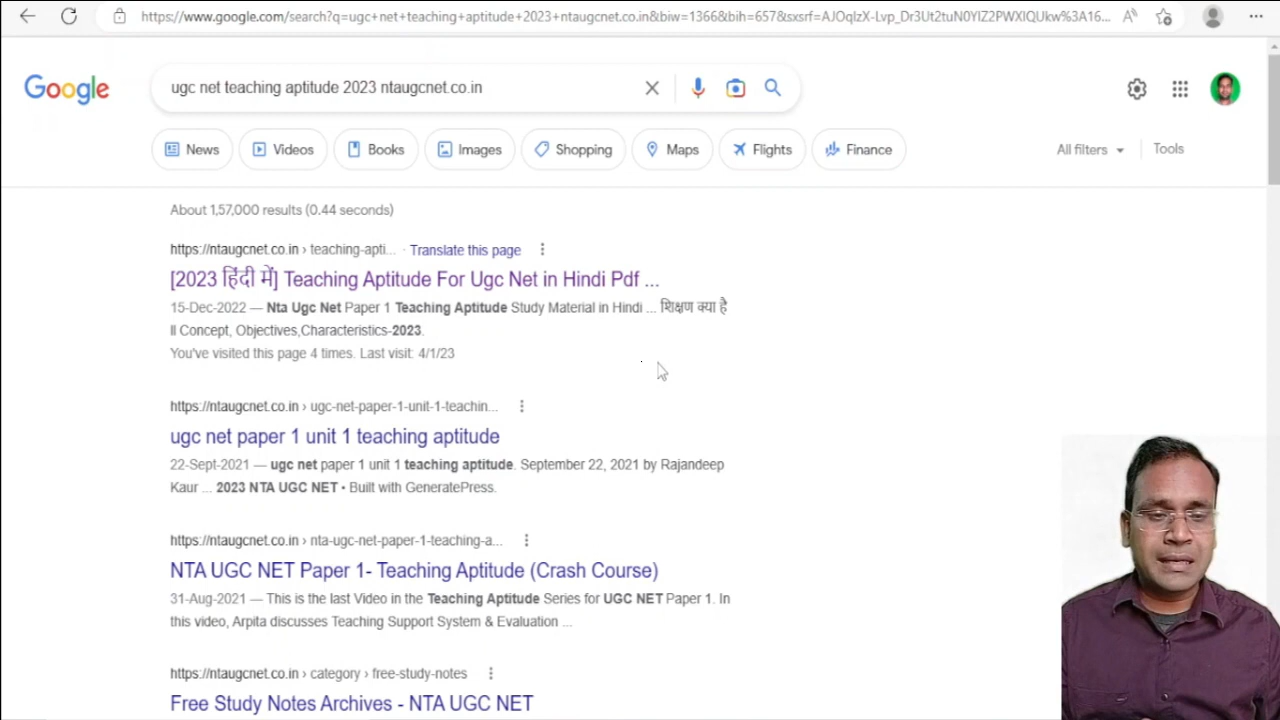 https://www.google.com/search?q=ugc+net+teaching+aptitude+2023+ntaugcnet.co.in&biw=1366&bih=657&sxsrf=AJOqlzX-Lvp_Dr3Ut2tuN0YIZ2PWXIQUkw%3A16...
Google
ugc net teaching aptitude 2023 ntaugcnet.co.in
News Videos Books Images Shopping Maps Flights Finance All filters Tools
About 1,57,000 results (0.44 seconds)
https://ntaugcnet.co.in › teaching-apti... · Translate this page
[2023 हिंदी में] Teaching Aptitude For Ugc Net in Hindi Pdf ...
15-Dec-2022 — Nta Ugc Net Paper 1 Teaching Aptitude Study Material in Hindi ... शिक्षण क्या है
II Concept, Objectives,Characteristics-2023.
You've visited this page 4 times. Last visit: 4/1/23
https://ntaugcnet.co.in › ugc-net-paper-1-unit-1-teachin...
ugc net paper 1 unit 1 teaching aptitude
22-Sept-2021 — ugc net paper 1 unit 1 teaching aptitude. September 22, 2021 by Rajandeep
Kaur ... 2023 NTA UGC NET • Built with GeneratePress.
https://ntaugcnet.co.in › nta-ugc-net-paper-1-teaching-a...
NTA UGC NET Paper 1- Teaching Aptitude (Crash Course)
31-Aug-2021 — This is the last Video in the Teaching Aptitude Series for UGC NET Paper 1. In
this video, Arpita discusses Teaching Support System & Evaluation ...
https://ntaugcnet.co.in › category › free-study-notes
Free Study Notes Archives - NTA UGC NET